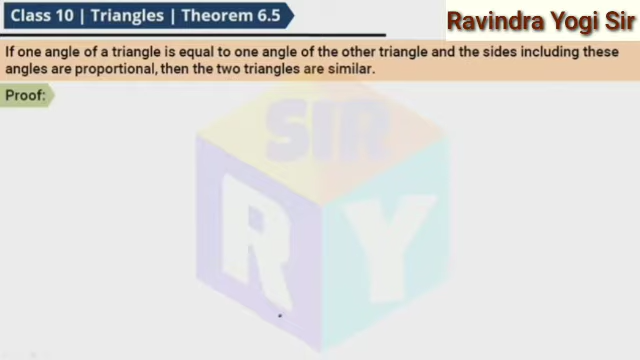 Class 10 | Triangles | Theorem 6.5
Ravindra Yogi Sir
If one angle of a triangle is equal to one angle of the other triangle and the sides including these
angles are proportional, then the two triangles are similar.
Proof:
SIR
R Y